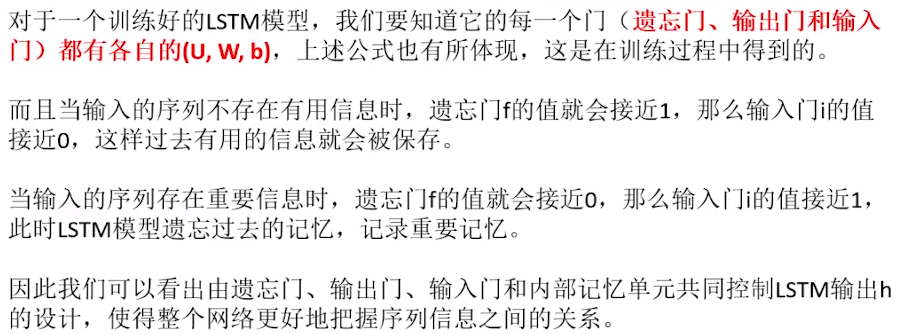 对于一个训练好的LSTM模型，我们要知道它的每一个门（遗忘门、输出门和输入
门）都有各自的(U, W, b)，上述公式也有所体现，这是在训练过程中得到的。
而且当输入的序列不存在有用信息时，遗忘门f的值就会接近1，那么输入门i的值
接近0，这样过去有用的信息就会被保存。
当输入的序列存在重要信息时，遗忘门f的值就会接近0，那么输入门i的值接近1，
此时LSTM模型遗忘过去的记忆，记录重要记忆。
因此我们可以看出由遗忘门、输出门、输入门和内部记忆单元共同控制LSTM输出h
的设计，使得整个网络更好地把握序列信息之间的关系。